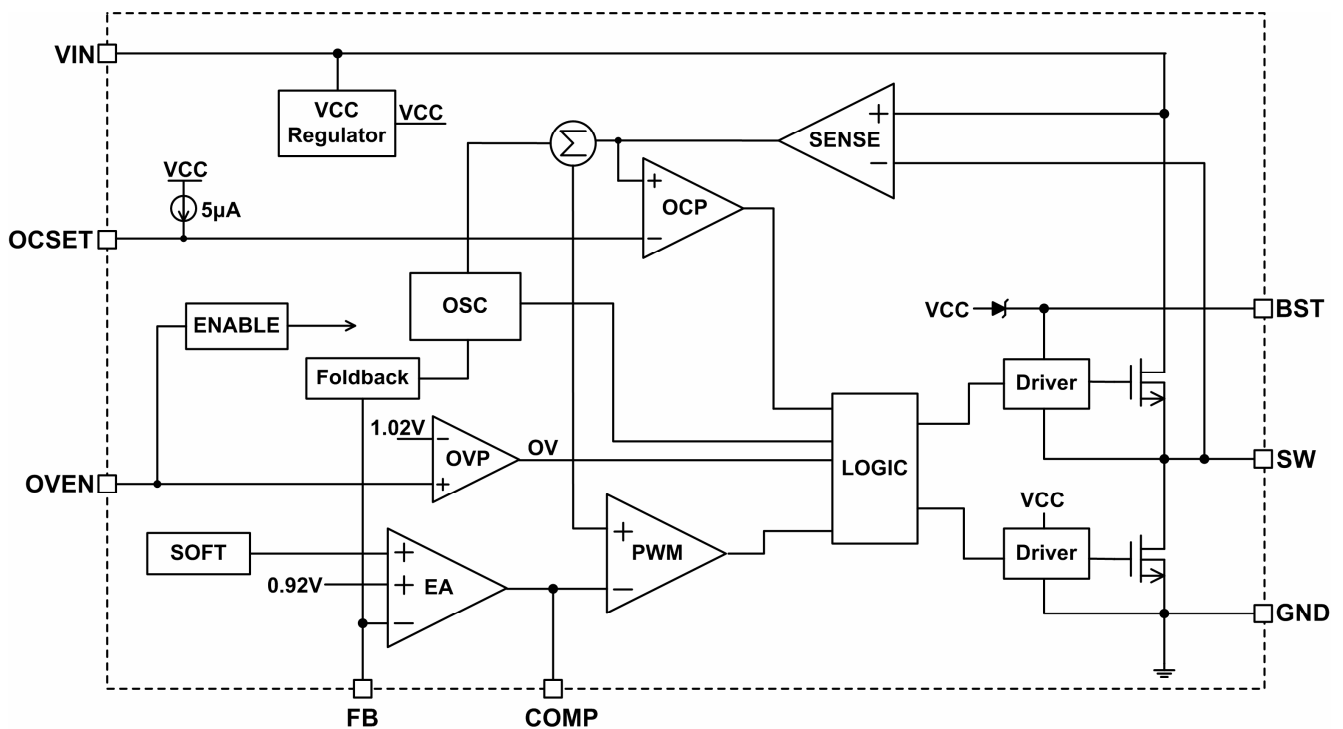 VIN
VCC
Regulator
VCC
Σ
+
SENSE
−
VCC
5µA
+
OCP
−
OCSET
OSC
ENABLE
VCC
BST
Foldback
Driver
1.02V
−
OVP
+
OV
LOGIC
SW
OVEN
VCC
SOFT
+
0.92V
+
EA
−
+
PWM
−
Driver
GND
FB
COMP